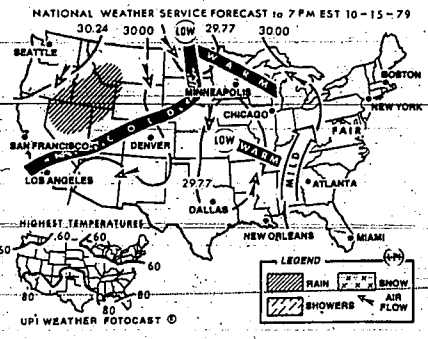 NATIONAL WEATHER SERVICE FORECAST to 7 PM EST 10-15-79
30.24 30.00 LOW 29.77 30.00
SEATTLE
WARM
BOSTON
MINNEAPOLIS
NEW YORK
CHICAGO
COLD
FAIR
SAN FRANCISCO
DENVER
LOW
WARM
MILD
LOS ANGELES
29.77
ATLANTA
DALLAS
HIGHEST TEMPERATURES
NEW ORLEANS
MIAMI
60 60
60
60
80
80
80
UPI WEATHER FOTOCAST ©
LEGEND
UPI
RAIN
SNOW
SHOWERS
AIR FLOW